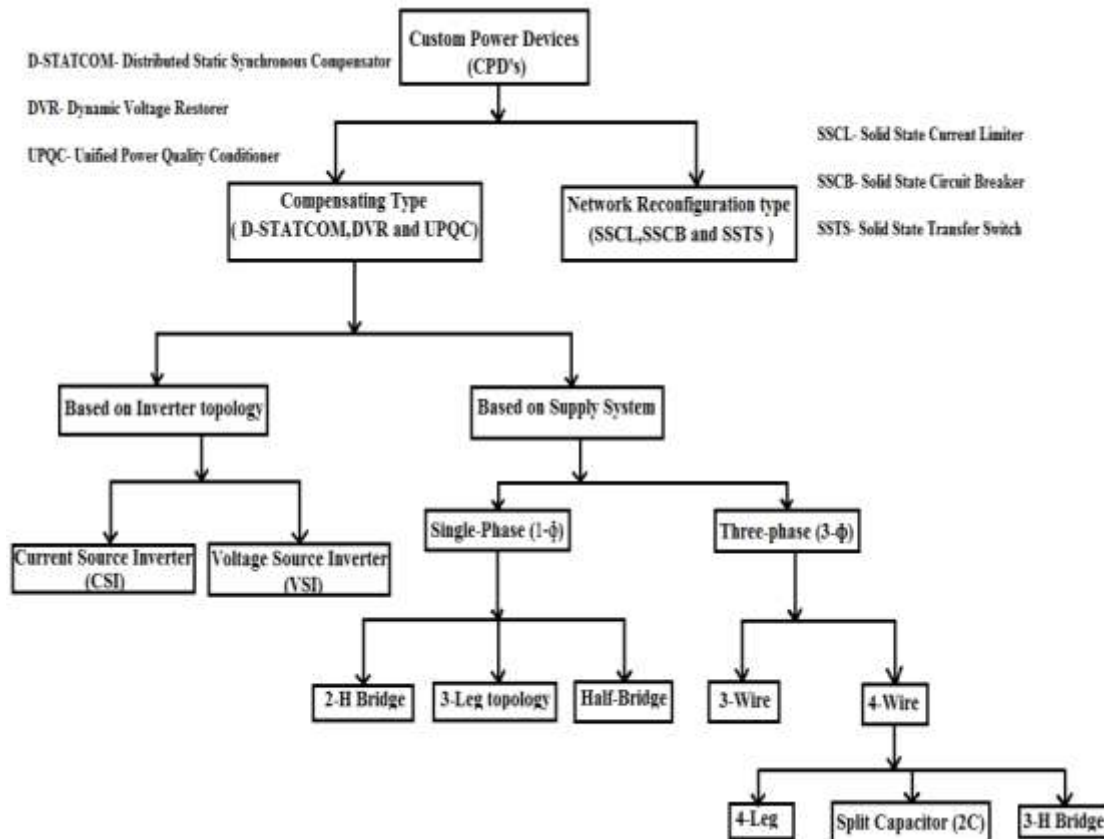 Custom Power Devices
(CPD's)
D-STATCOM- Distributed Static Synchronous Compensator
DVR- Dynamic Voltage Restorer
UPQC- Unified Power Quality Conditioner
SSCL- Solid State Current Limiter
SSCB- Solid State Circuit Breaker
SSTS- Solid State Transfer Switch
Compensating Type
( D-STATCOM,DVR and UPQC)
Network Reconfiguration type
(SSCL,SSCB and SSTS )
Based on Inverter topology
Based on Supply System
Current Source Inverter
(CSI)
Voltage Source Inverter
(VSI)
Single-Phase (1-ϕ)
Three-phase (3-ϕ)
2-H Bridge
3-Leg topology
Half-Bridge
3-Wire
4-Wire
4-Leg
Split Capacitor (2C)
3-H Bridge